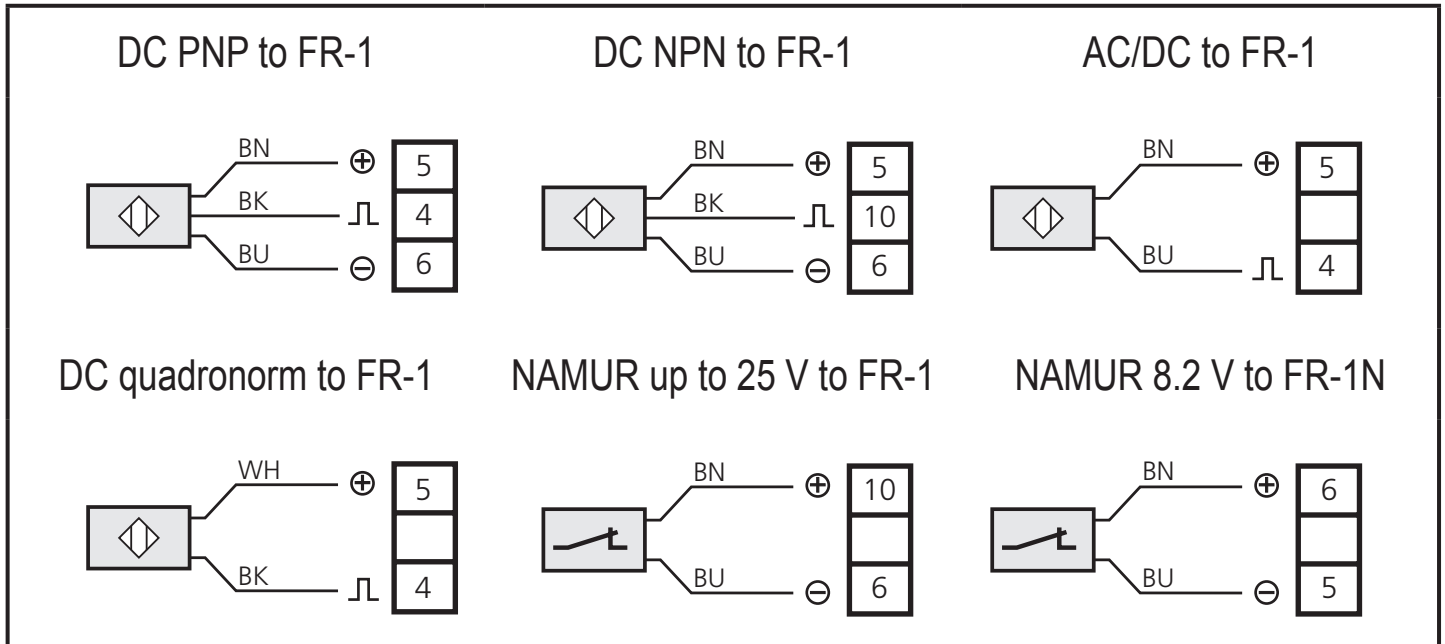 DC PNP to FR-1
BN
⊕
5
BK
4
BU
⊖
6
DC NPN to FR-1
BN
⊕
5
BK
10
BU
⊖
6
AC/DC to FR-1
BN
⊕
5
BU
4
DC quadronorm to FR-1
WH
⊕
5
BK
4
NAMUR up to 25 V to FR-1
BN
⊕
10
BU
⊖
6
NAMUR 8.2 V to FR-1N
BN
⊕
6
BU
⊖
5